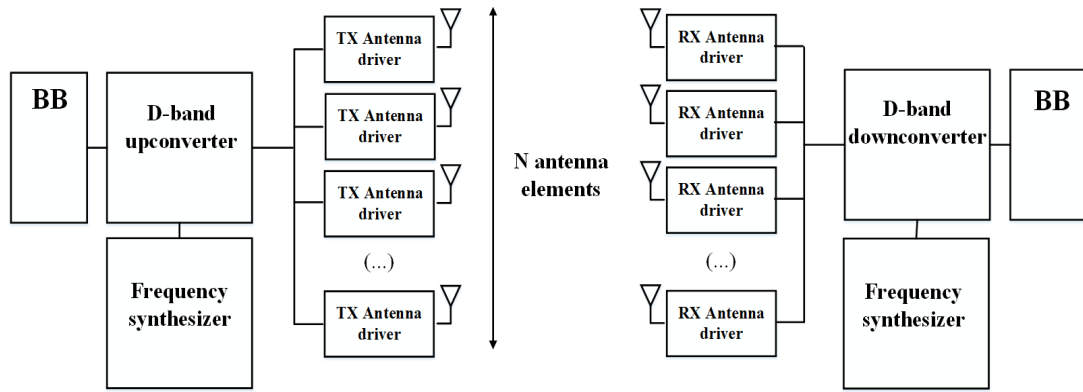 BB
D-band
upconverter
Frequency
synthesizer
TX Antenna
driver
TX Antenna
driver
TX Antenna
driver
(...)
TX Antenna
driver
N antenna
elements
RX Antenna
driver
RX Antenna
driver
RX Antenna
driver
(...)
RX Antenna
driver
D-band
downconverter
Frequency
synthesizer
BB